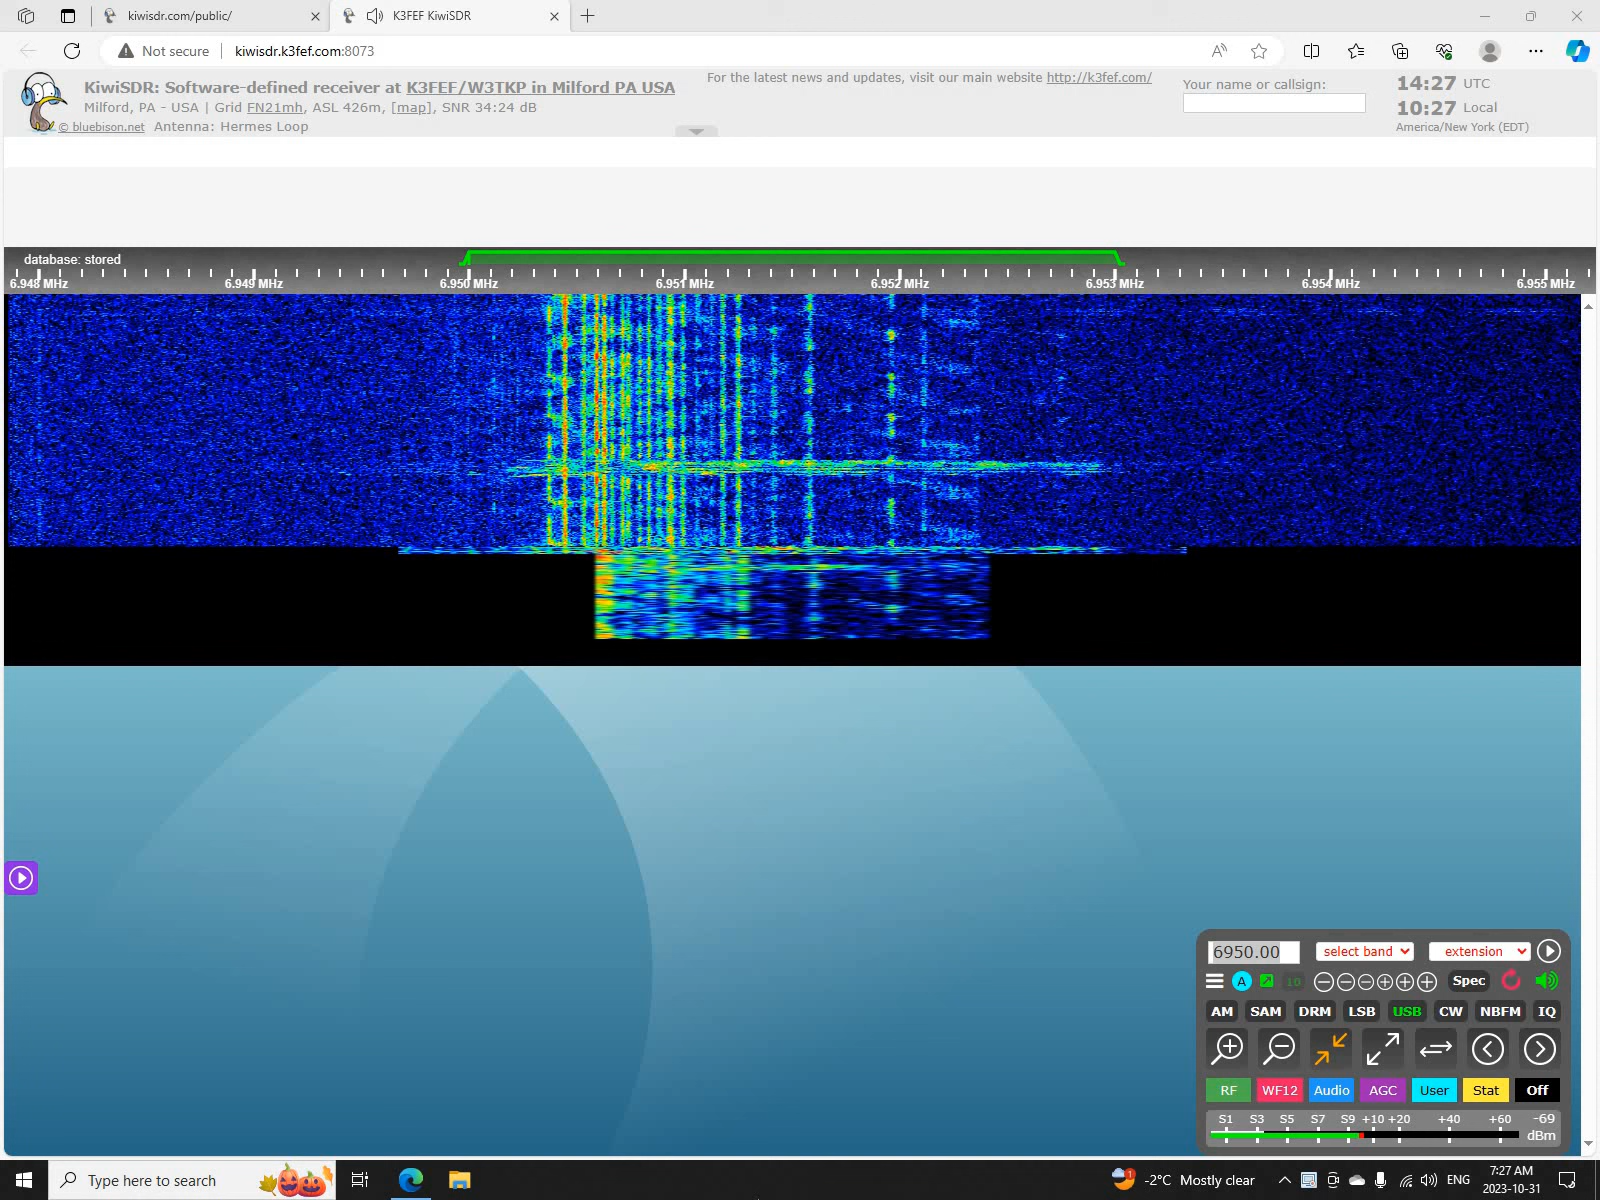 kiwisdr.com/public/
K3FEF KiwiSDR
Not secure
kiwisdr.k3fef.com:8073
KiwiSDR: Software-defined receiver at K3FEF/W3TKP in Milford PA USA
Milford, PA - USA | Grid FN21mh, ASL 426m, [map], SNR 34:24 dB
© bluebison.net Antenna: Hermes Loop
For the latest news and updates, visit our main website http://k3fef.com/
Your name or callsign:
14:27 UTC
10:27 Local
America/New York (EDT)
database: stored
6.948 MHz 6.949 MHz 6.950 MHz 6.951 MHz 6.952 MHz 6.953 MHz 6.954 MHz 6.955 MHz
6950.00 select band extension
A 10 Spec
AM SAM DRM LSB USB CW NBFM IQ
RF WF12 Audio AGC User Stat Off
S1 S3 S5 S7 S9 +10 +20 +40 +60 -69
dBm
Type here to search
1
-2°C Mostly clear
ENG
7:27 AM
2023-10-31